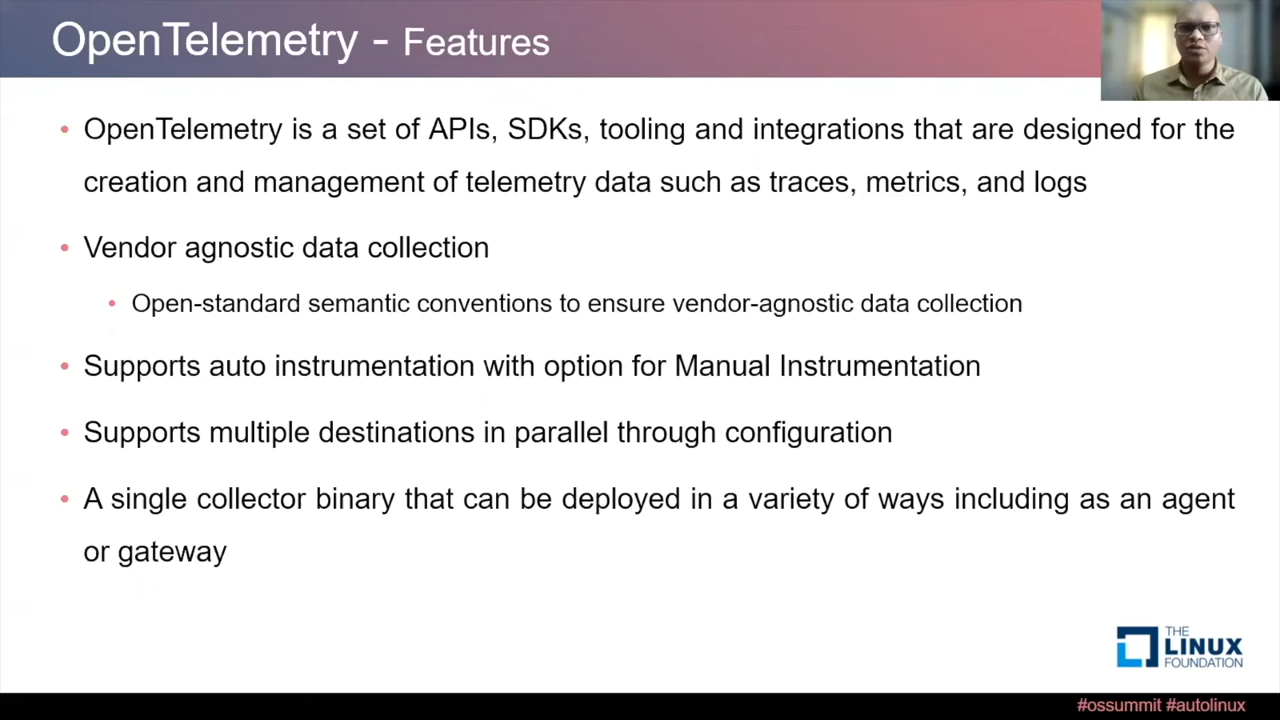 OpenTelemetry - Features
• OpenTelemetry is a set of APIs, SDKs, tooling and integrations that are designed for the
creation and management of telemetry data such as traces, metrics, and logs
• Vendor agnostic data collection
• Open-standard semantic conventions to ensure vendor-agnostic data collection
• Supports auto instrumentation with option for Manual Instrumentation
• Supports multiple destinations in parallel through configuration
• A single collector binary that can be deployed in a variety of ways including as an agent
or gateway
THE
LINUX
FOUNDATION
#ossummit #autolinux